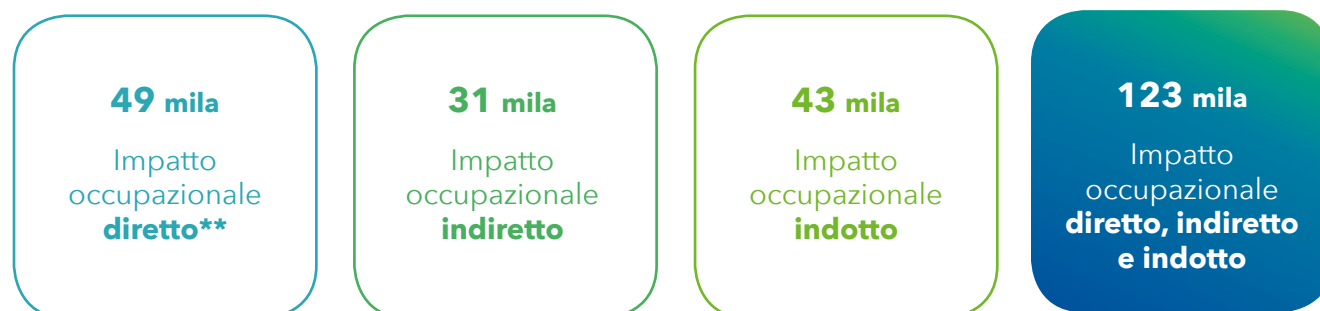 49 mila
Impatto
occupazionale
diretto**
31 mila
Impatto
occupazionale
indiretto
43 mila
Impatto
occupazionale
indotto
123 mila
Impatto
occupazionale
diretto, indiretto
e indotto